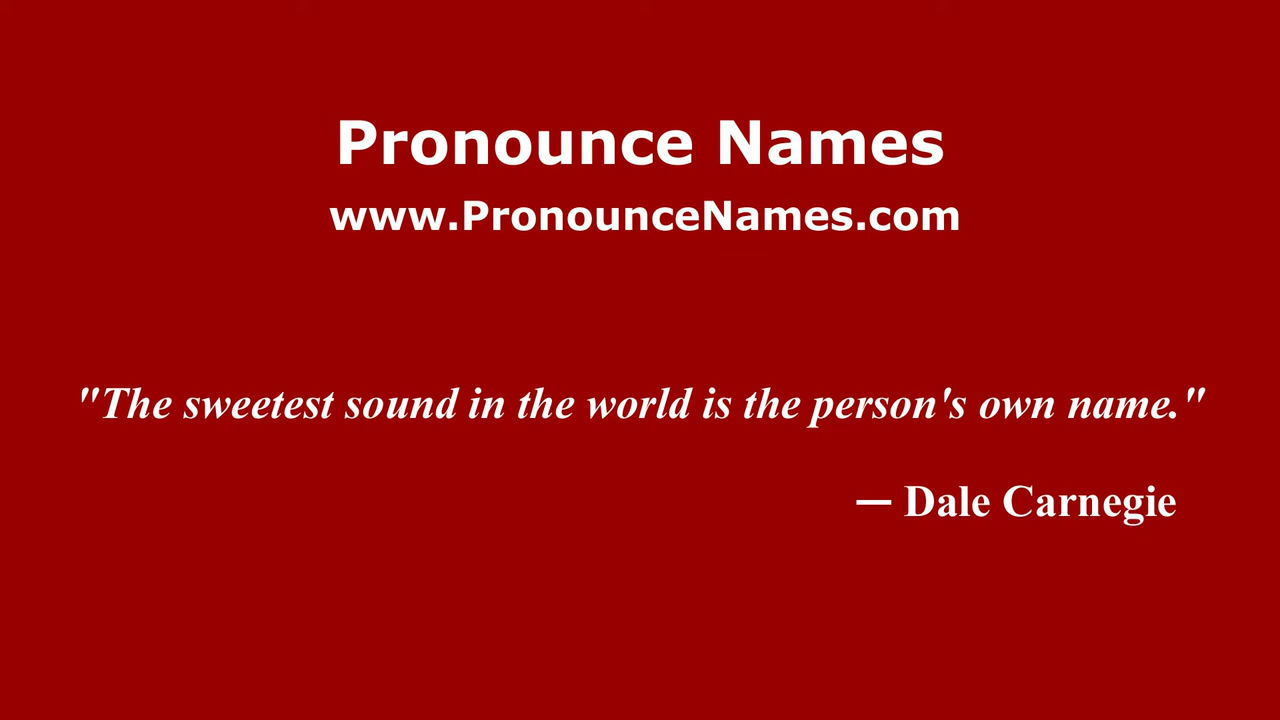 Pronounce Names
www.PronounceNames.com
"The sweetest sound in the world is the person's own name."
— Dale Carnegie